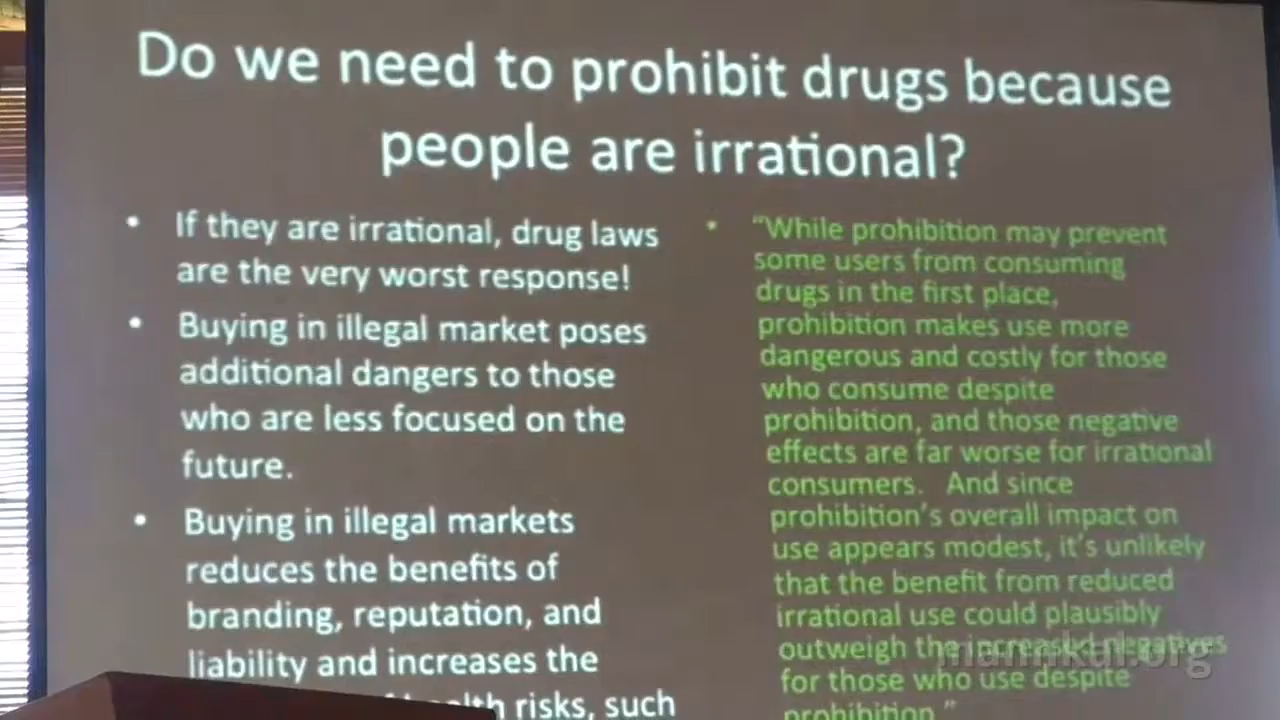 Do we need to prohibit drugs because
people are irrational?
• If they are irrational, drug laws
are the very worst response!
• Buying in illegal market poses
additional dangers to those
who are less focused on the
future.
• Buying in illegal markets
reduces the benefits of
branding, reputation, and
liability and increases the
risks, such
• “While prohibition may prevent
some users from consuming
drugs in the first place,
prohibition makes use more
dangerous and costly for those
who consume despite
prohibition, and those negative
effects are far worse for irrational
consumers. And since
prohibition’s overall impact on
use appears modest, it’s unlikely
that the benefit from reduced
irrational use could plausibly
outweigh the increased negatives
for those who use despite
prohibition.”
mannkal.org